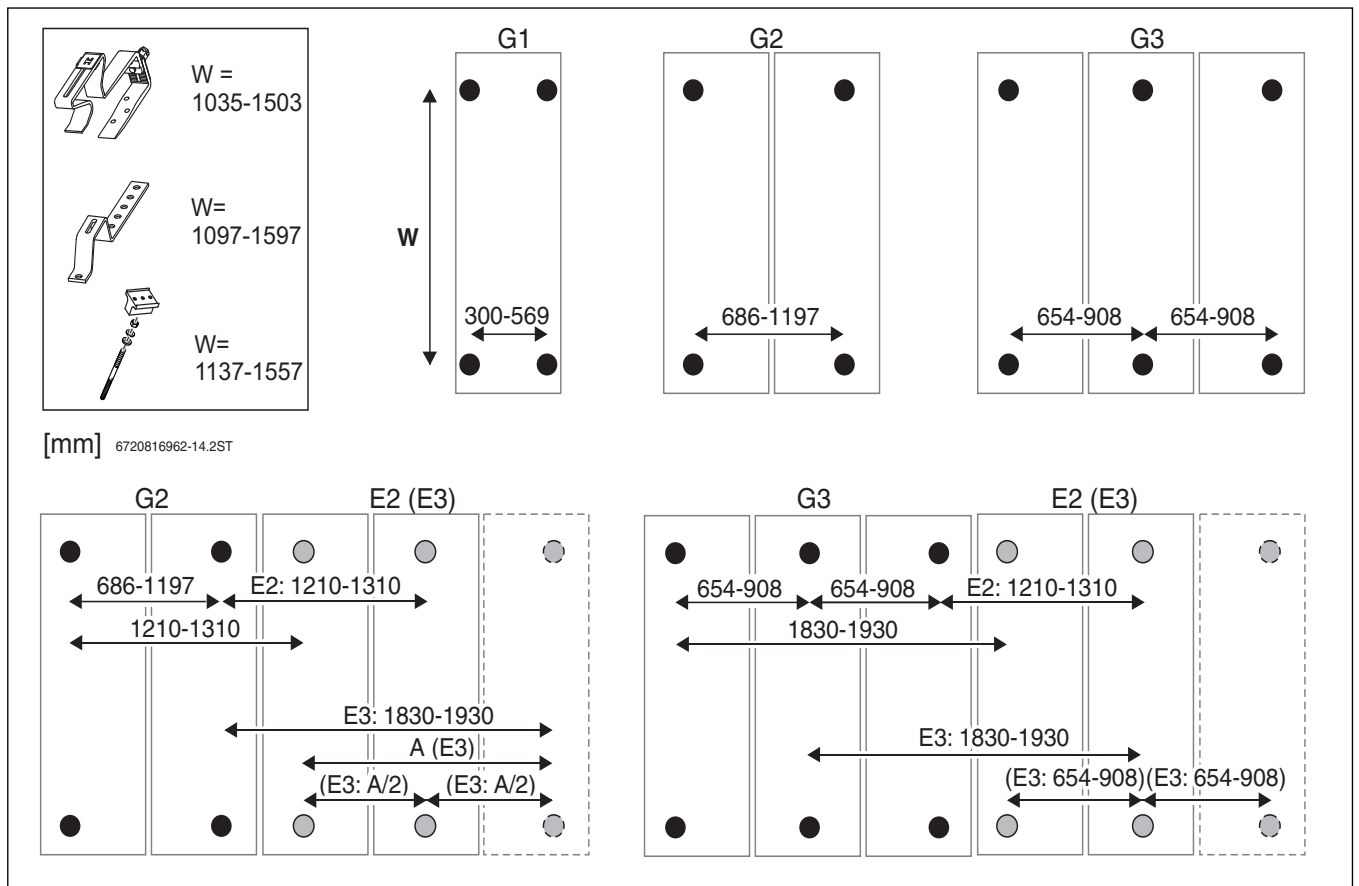 W =
1035-1503
W=
1097-1597
W=
1137-1557
G1
G2
G3
W
300-569
686-1197
654-908 654-908
[mm] 6720816962-14.2ST
G2 E2 (E3)
686-1197 E2: 1210-1310
1210-1310
E3: 1830-1930
A (E3)
(E3: A/2) (E3: A/2)
G3 E2 (E3)
654-908 654-908 E2: 1210-1310
1830-1930
E3: 1830-1930
(E3: 654-908) (E3: 654-908)